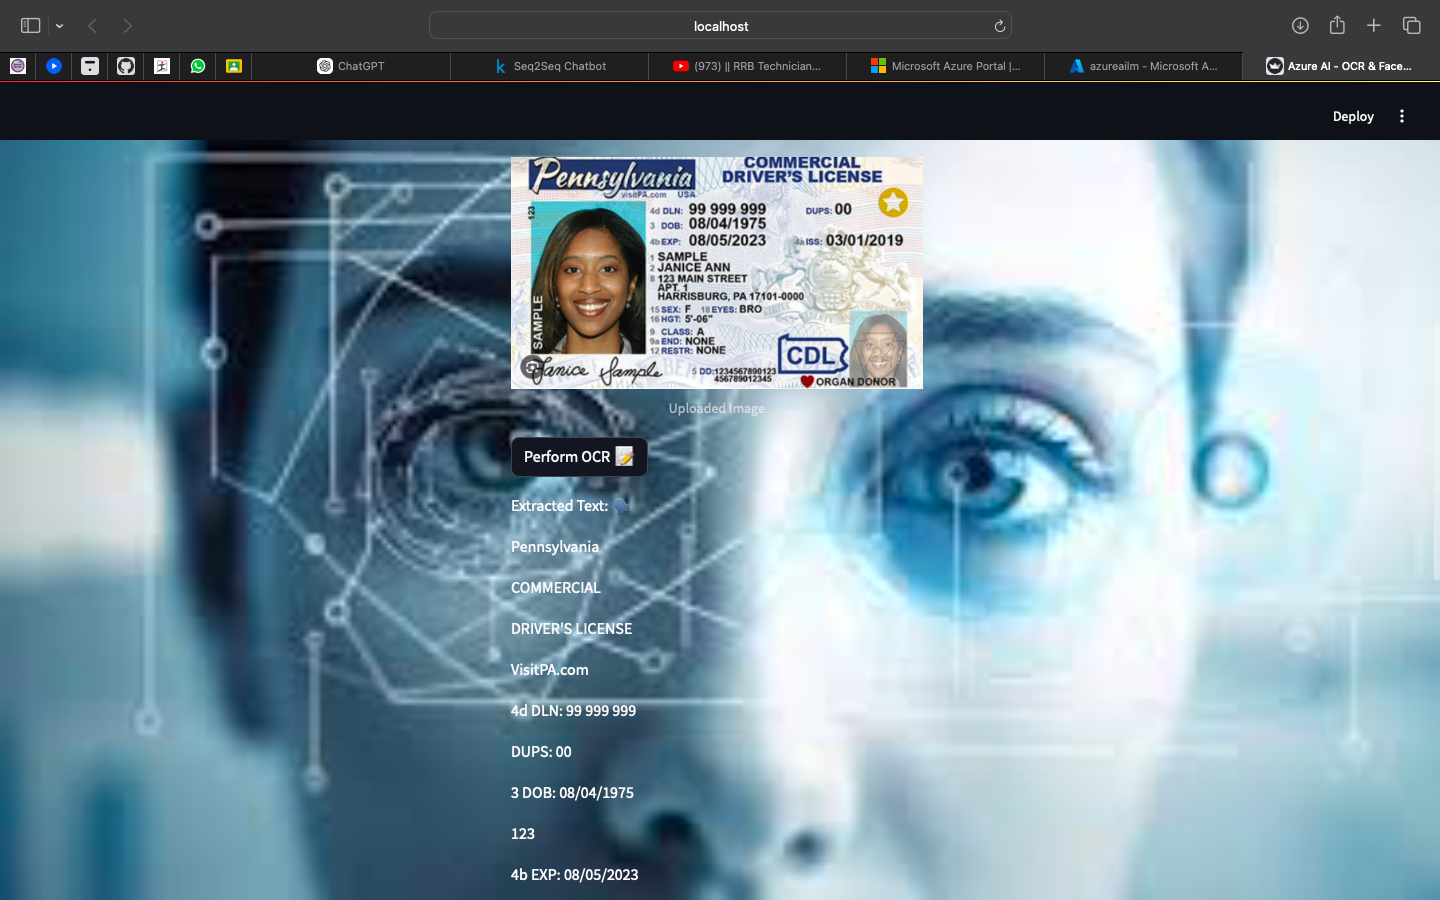 localhost
ChatGPT
Seq2Seq Chatbot
(973) || RRB Technician...
Microsoft Azure Portal |...
azureailm - Microsoft A...
Azure AI - OCR & Face...
Deploy
Pennsylvania
visitPA.com USA
COMMERCIAL
DRIVER'S LICENSE
123
4d DLN: 99 999 999 DUPS: 00
3 DOB: 08/04/1975
4b EXP: 08/05/2023 4a ISS: 03/01/2019
1 SAMPLE
2 JANICE ANN
8 123 MAIN STREET
APT. 1
HARRISBURG, PA 17101-0000
15 SEX: F 18 EYES: BRO
16 HGT: 5'-06"
9 CLASS: A
9a END: NONE
12 RESTR: NONE
SAMPLE
Janice Sample
5 DD: 1234567890123
456789012345
CDL
ORGAN DONOR
Uploaded Image
Perform OCR
Extracted Text:
Pennsylvania
COMMERCIAL
DRIVER'S LICENSE
VisitPA.com
4d DLN: 99 999 999
DUPS: 00
3 DOB: 08/04/1975
123
4b EXP: 08/05/2023